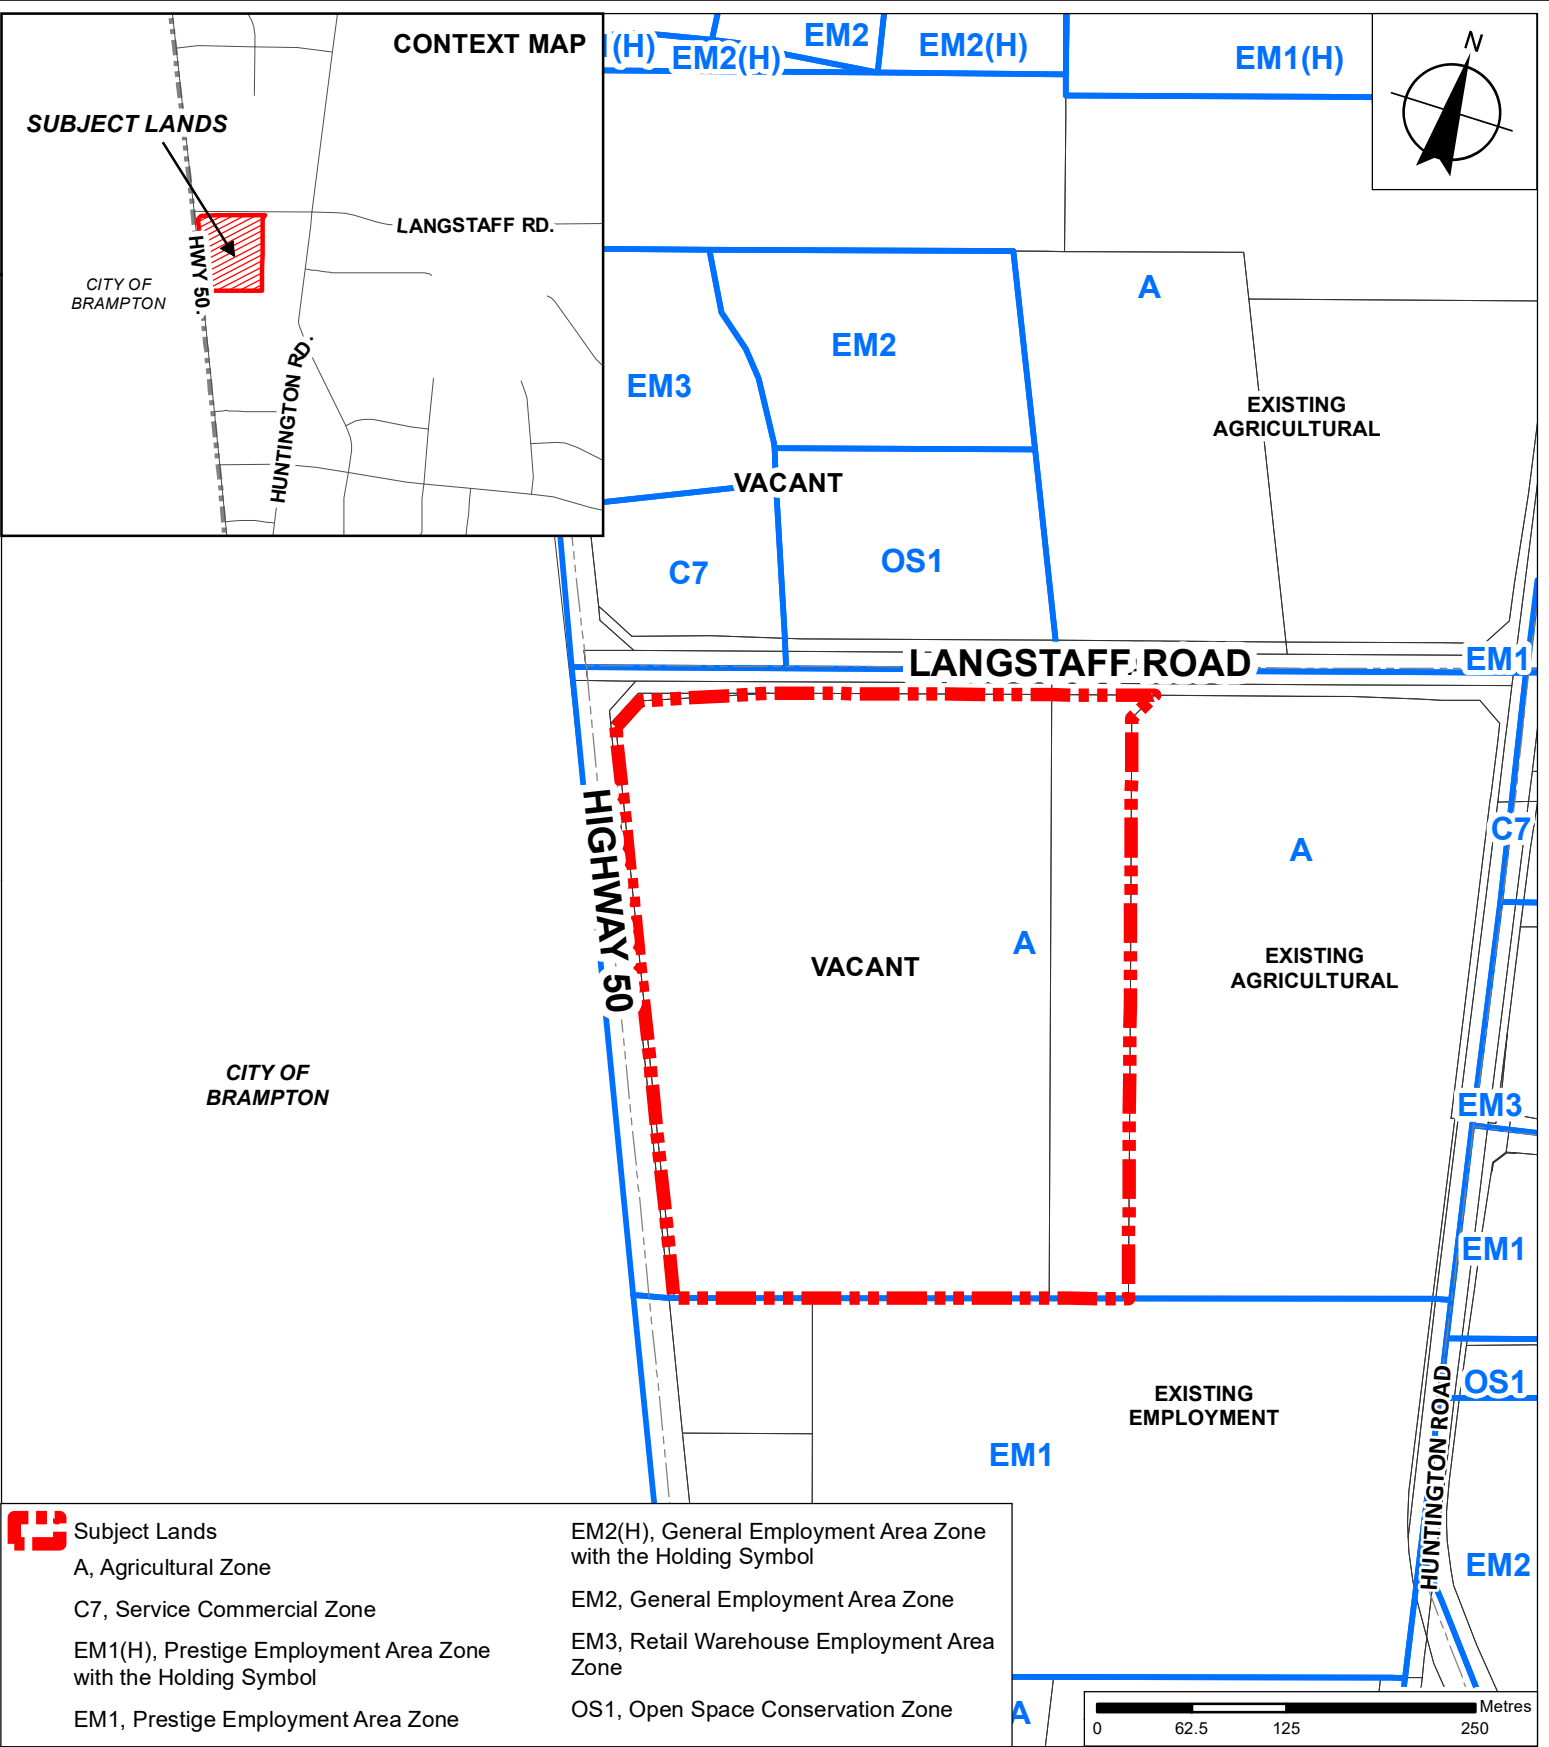 CONTEXT MAP
SUBJECT LANDS
LANGSTAFF RD.
HWY 50.
CITY OF
BRAMPTON
HUNTINGTON RD.
(H)
EM2(H)
EM2
EM2(H)
EM1(H)
N
A
EM2
EM3
EXISTING
AGRICULTURAL
VACANT
C7
OS1
LANGSTAFF ROAD
EM1
HIGHWAY 50
C7
A
A
VACANT
EXISTING
AGRICULTURAL
CITY OF
BRAMPTON
EM3
EM1
OS1
EXISTING
EMPLOYMENT
EM1
HUNTINGTON ROAD
EM2
A
Subject Lands
A, Agricultural Zone
C7, Service Commercial Zone
EM1(H), Prestige Employment Area Zone
with the Holding Symbol
EM1, Prestige Employment Area Zone
EM2(H), General Employment Area Zone
with the Holding Symbol
EM2, General Employment Area Zone
EM3, Retail Warehouse Employment Area
Zone
OS1, Open Space Conservation Zone
Metres
0 62.5 125 250